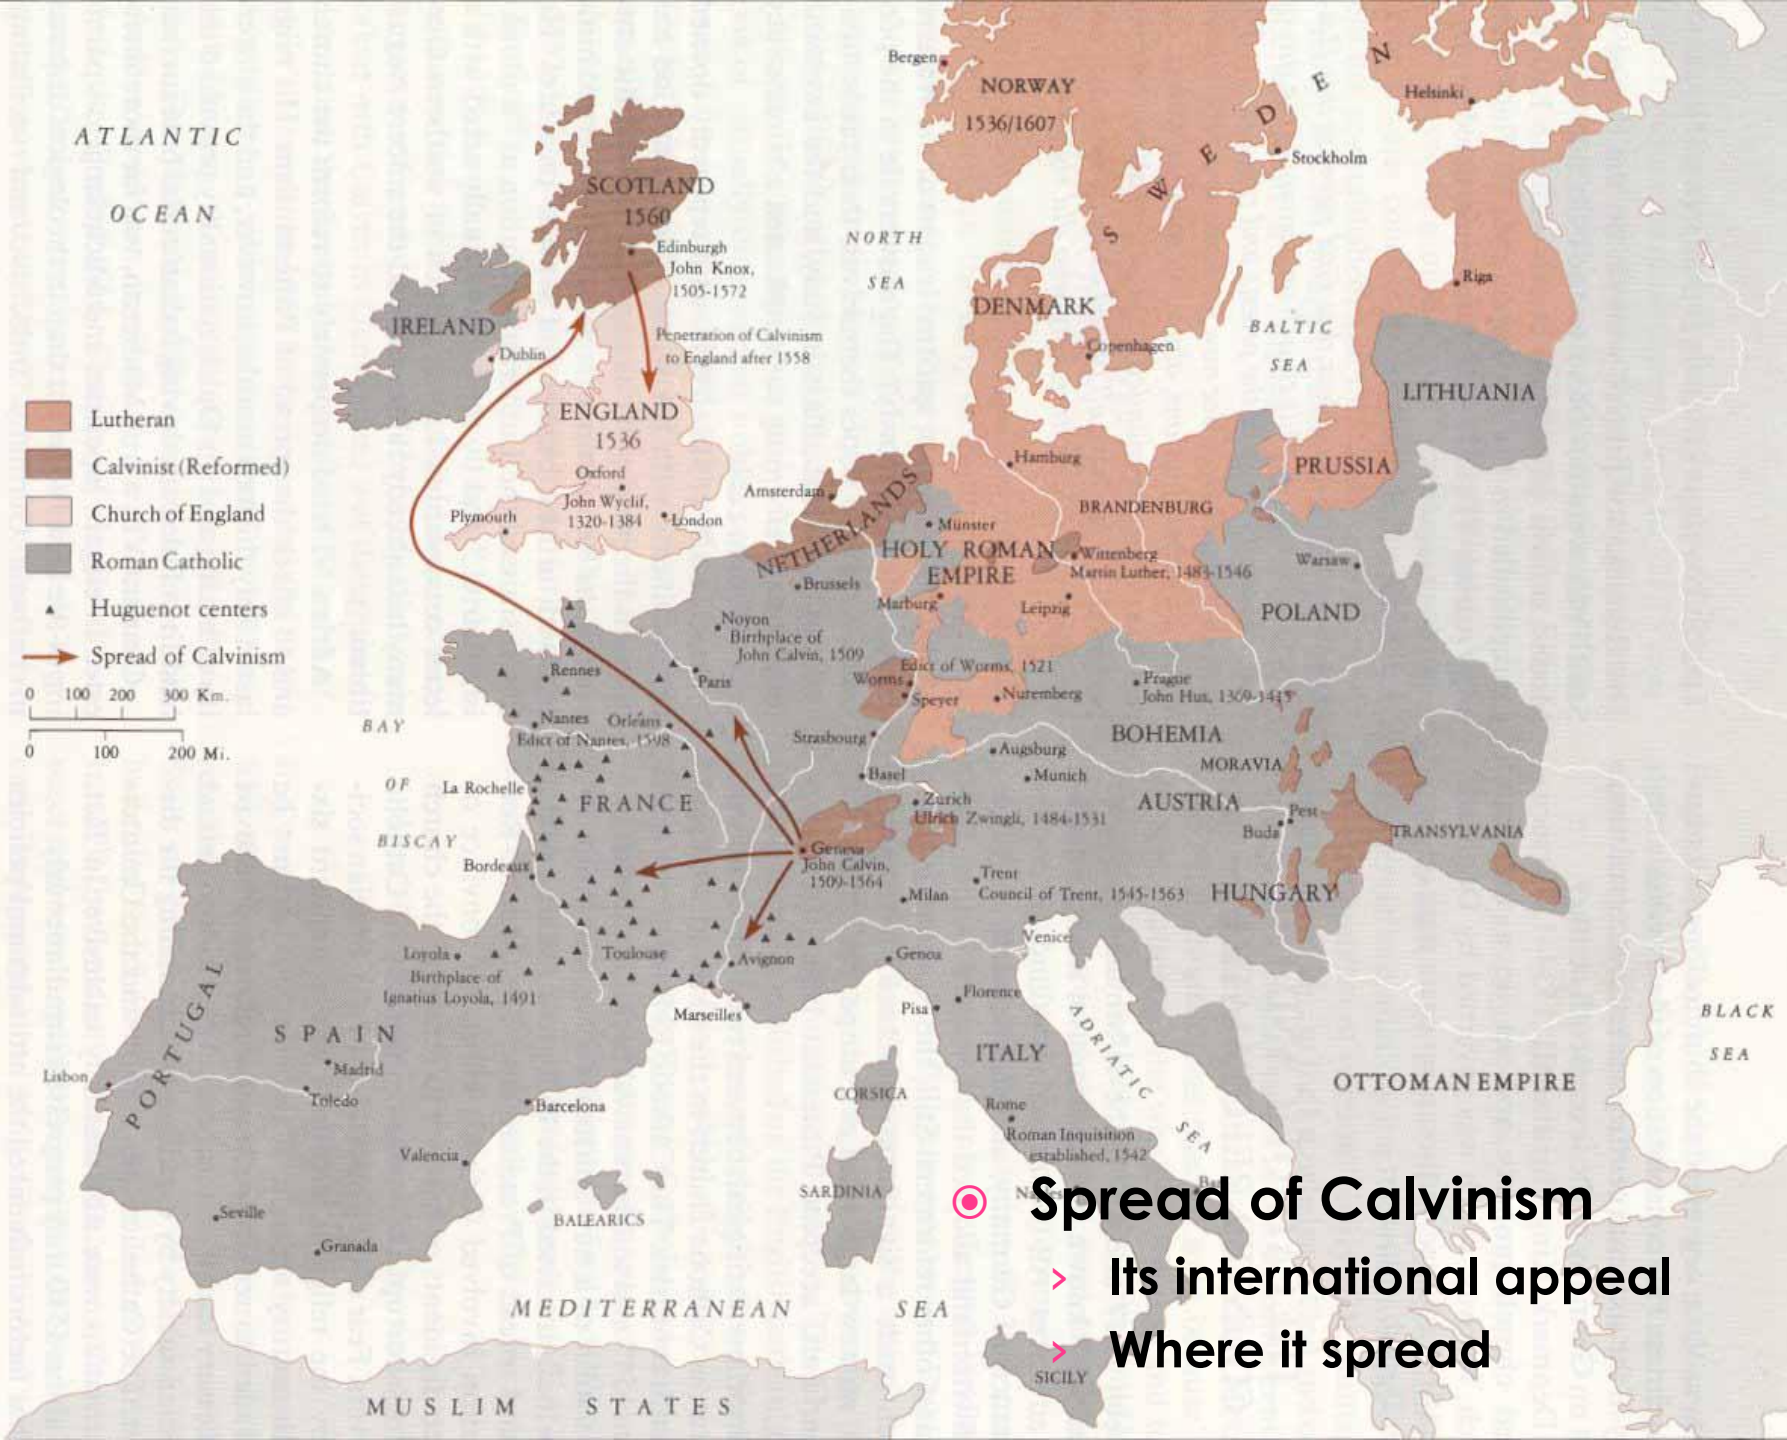 ATLANTIC
OCEAN
Bergen
NORWAY
1536/1607
SWEDEN
Helsinki
Stockholm
SCOTLAND
1560
Edinburgh
John Knox,
1505-1572
NORTH
SEA
Riga
IRELAND
Dublin
Penetration of Calvinism
to England after 1558
DENMARK
Copenhagen
BALTIC
SEA
LITHUANIA
ENGLAND
1536
Oxford
John Wyclif,
1320-1384
London
Plymouth
Lutheran
Calvinist (Reformed)
Church of England
Roman Catholic
Huguenot centers
Spread of Calvinism
0 100 200 300 Km.
0 100 200 Mi.
Amsterdam
NETHERLANDS
Brussels
Hamburg
PRUSSIA
BRANDENBURG
Münster
HOLY ROMAN
EMPIRE
Wittenberg
Martin Luther, 1483-1546
Warsaw
Marburg
Leipzig
POLAND
Noyon
Birthplace of
John Calvin, 1509
Edict of Worms, 1521
Worms
Speyer
Nuremberg
Prague
John Hus, 1369-1415
Rennes
Paris
BAY
OF
BISCAY
Nantes
Orleans
Edict of Nantes, 1598
Strasbourg
BOHEMIA
Augsburg
MORAVIA
Basel
Munich
La Rochelle
FRANCE
Zurich
Ulrich Zwingli, 1484-1531
AUSTRIA
Buda
Pest
TRANSYLVANIA
Geneva
John Calvin,
1509-1564
Bordeaux
Trent
Council of Trent, 1545-1563
HUNGARY
Milan
Venice
Loyola
Birthplace of
Ignatius Loyola, 1491
Toulouse
Avignon
Genoa
Marseilles
Pisa
Florence
ADRIATIC SEA
BLACK
SEA
PORTUGAL
SPAIN
Lisbon
Madrid
Toledo
Barcelona
Valencia
Seville
Granada
BALEARICS
CORSICA
SARDINIA
ITALY
Rome
Roman Inquisition
established, 1542
OTTOMAN EMPIRE
Spread of Calvinism
Its international appeal
Where it spread
MEDITERRANEAN SEA
SICILY
MUSLIM STATES